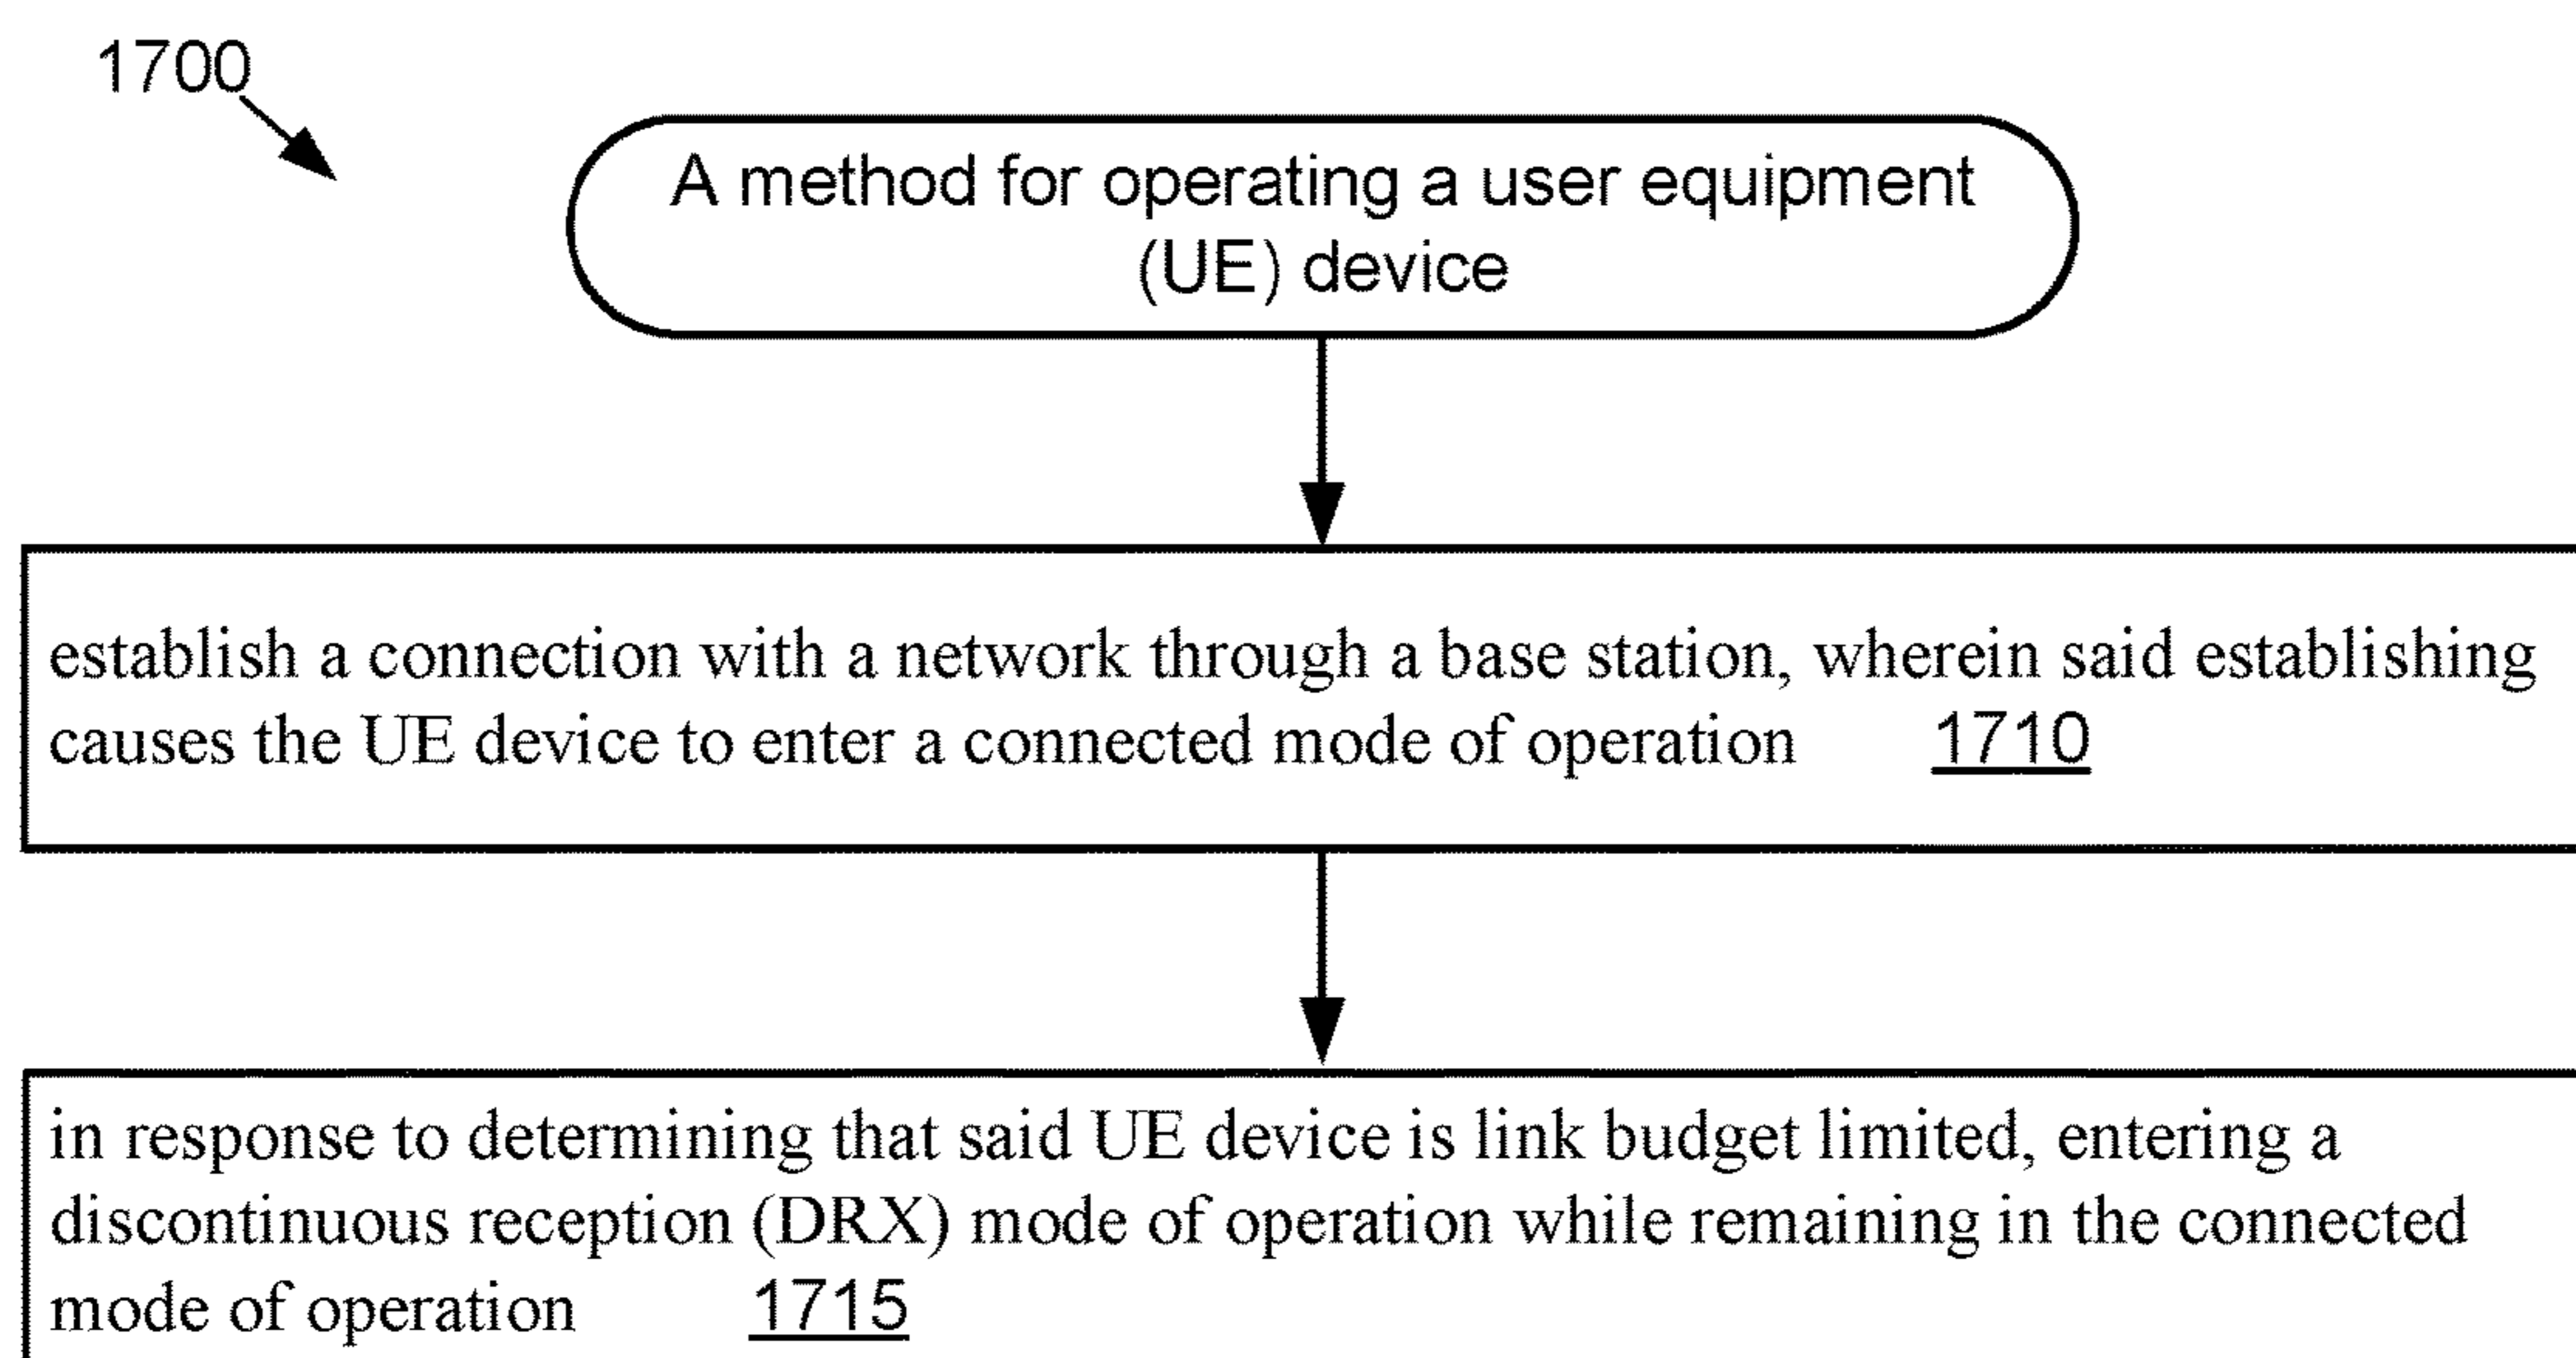 1700
A method for operating a user equipment
(UE) device
establish a connection with a network through a base station, wherein said establishing
causes the UE device to enter a connected mode of operation 1710
in response to determining that said UE device is link budget limited, entering a
discontinuous reception (DRX) mode of operation while remaining in the connected
mode of operation 1715